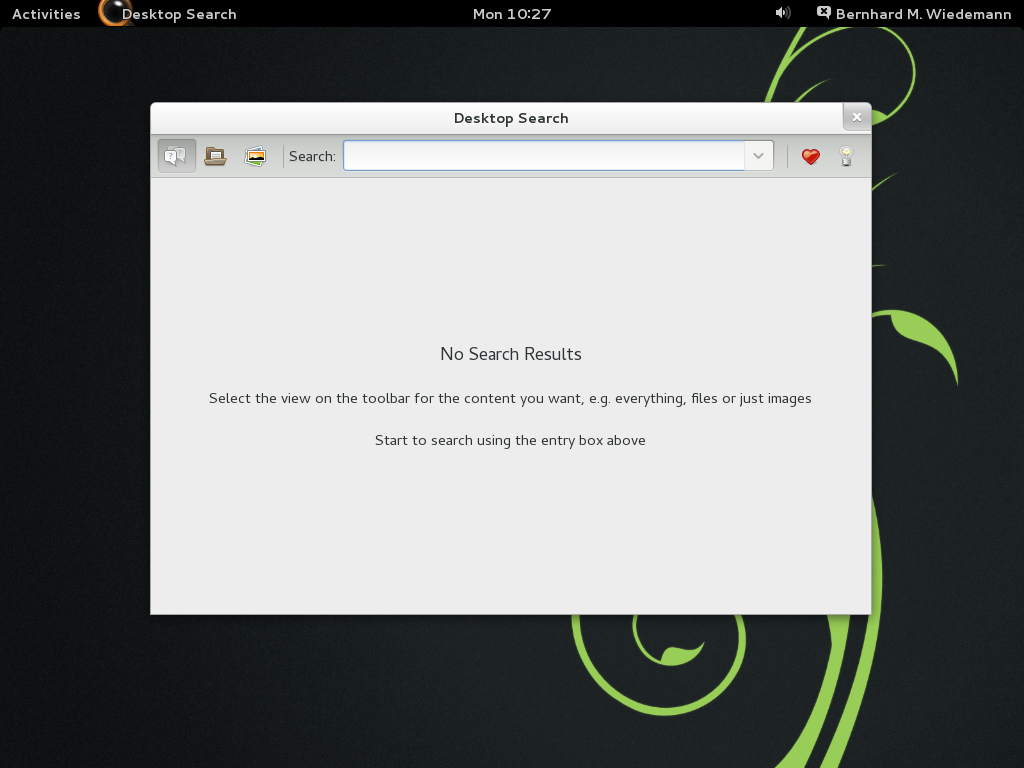 Activities Desktop Search Mon 10:27 Bernhard M. Wiedemann
Desktop Search
Search:
No Search Results
Select the view on the toolbar for the content you want, e.g. everything, files or just images
Start to search using the entry box above